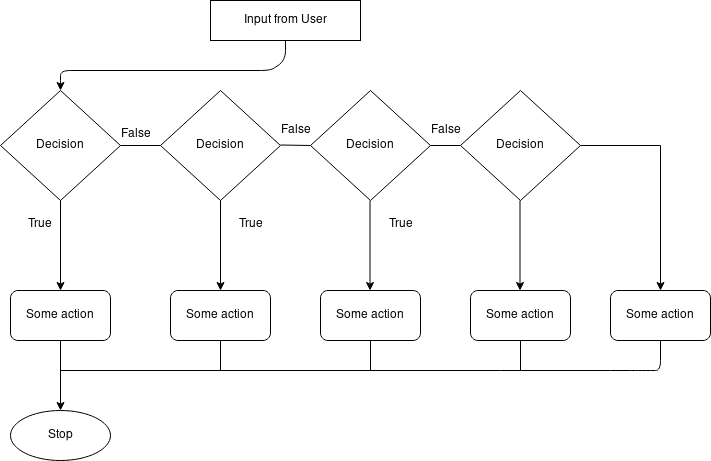 Input from User
Decision
False
Decision
False
Decision
False
Decision
True
True
True
Some action
Some action
Some action
Some action
Some action
Stop